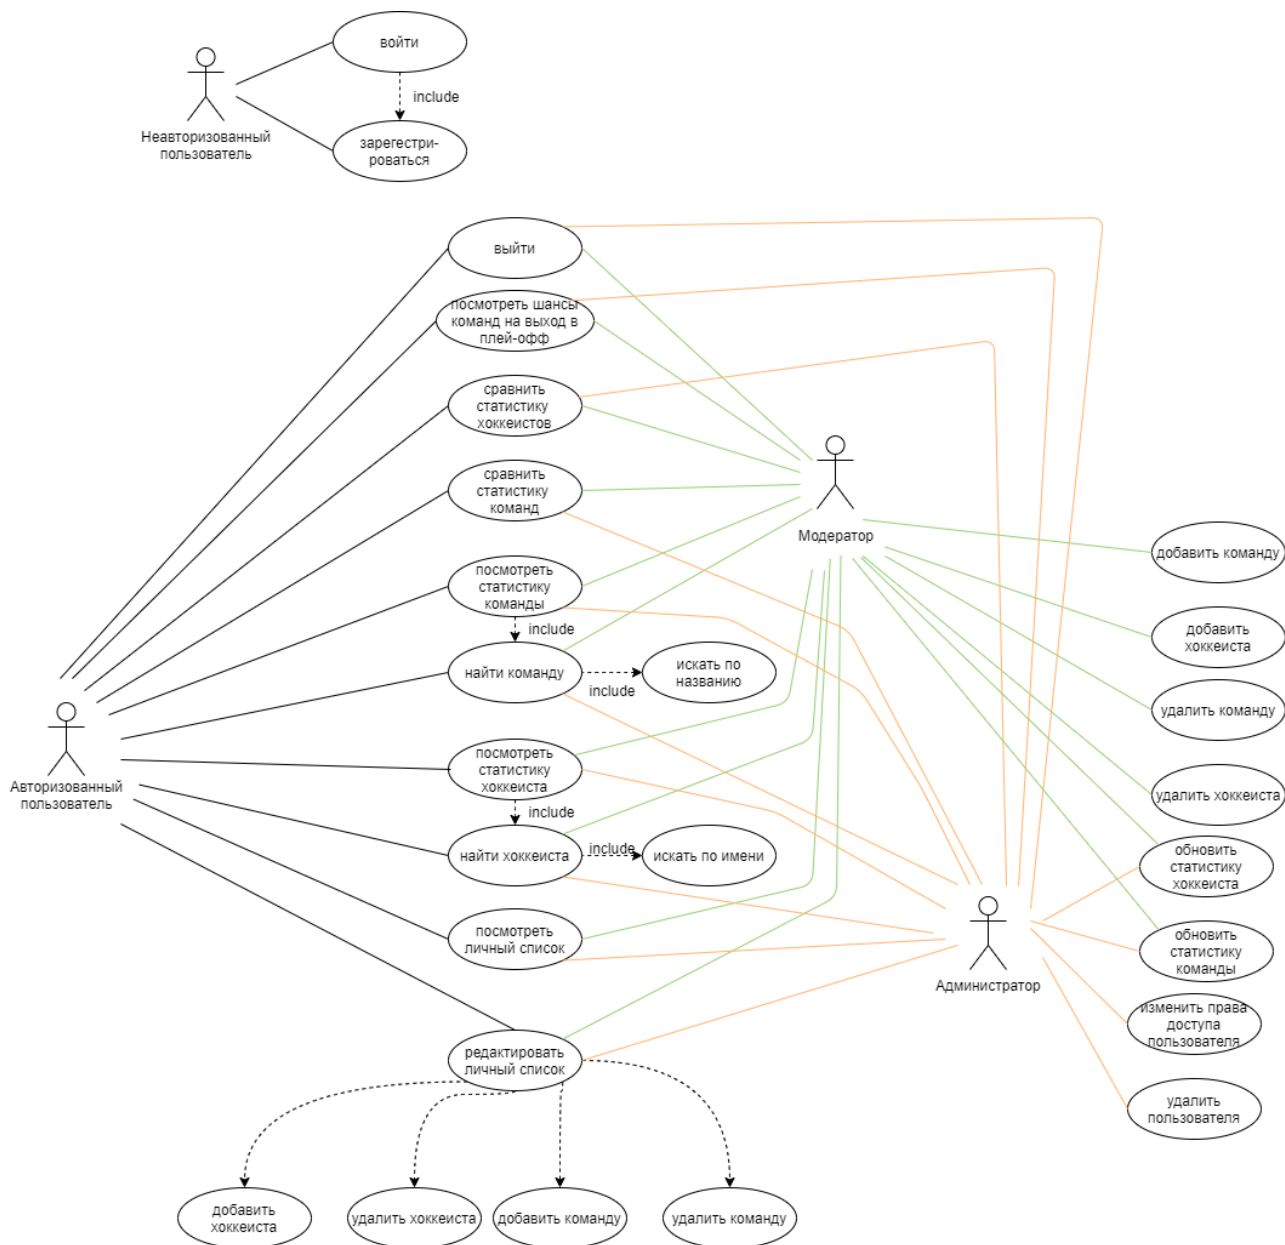 войти
include
Неавторизованный
пользователь
зарегестри-
роваться
выйти
посмотреть шансы
команд на выход в
плей-офф
сравнить
статистику
хоккеистов
сравнить
статистику
команд
Модератор
добавить команду
посмотреть
статистику
команды
include
добавить
хоккеиста
найти команду
include
искать по
названию
удалить команду
Авторизованный
пользователь
посмотреть
статистику
хоккеиста
include
удалить хоккеиста
найти хоккеиста
include
искать по имени
обновить
статистику
хоккеиста
посмотреть
личный список
обновить
статистику
команды
Администратор
изменить права
доступа
пользователя
редактировать
личный список
удалить
пользователя
добавить
хоккеиста
удалить хоккеиста
добавить команду
удалить команду